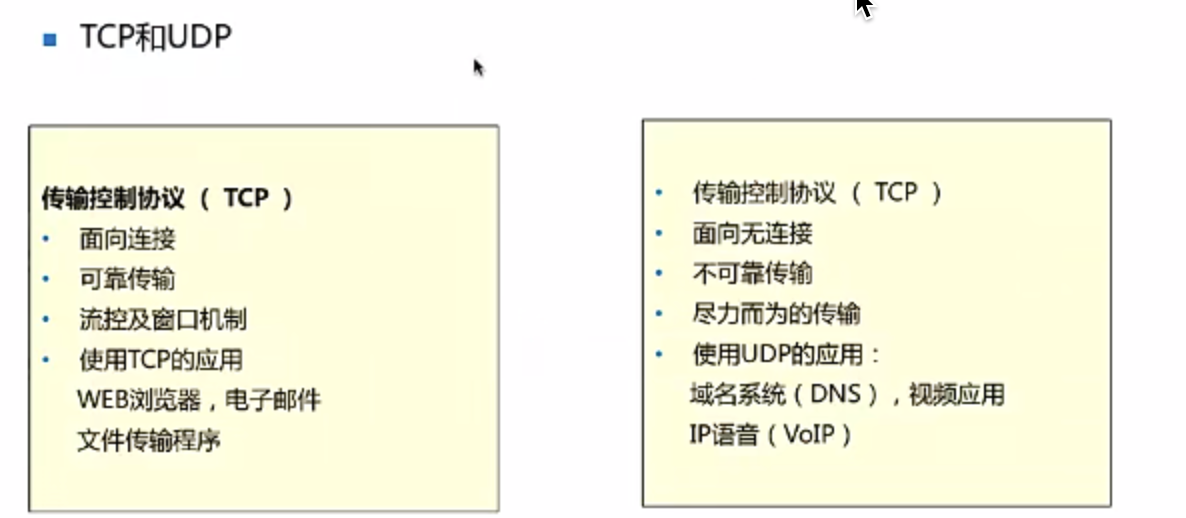 TCP和UDP
传输控制协议 （ TCP ）
• 面向连接
• 可靠传输
• 流控及窗口机制
• 使用TCP的应用
WEB浏览器，电子邮件
文件传输程序
• 传输控制协议 （ TCP ）
• 面向无连接
• 不可靠传输
• 尽力而为的传输
• 使用UDP的应用：
域名系统（DNS），视频应用
IP语音（VoIP）